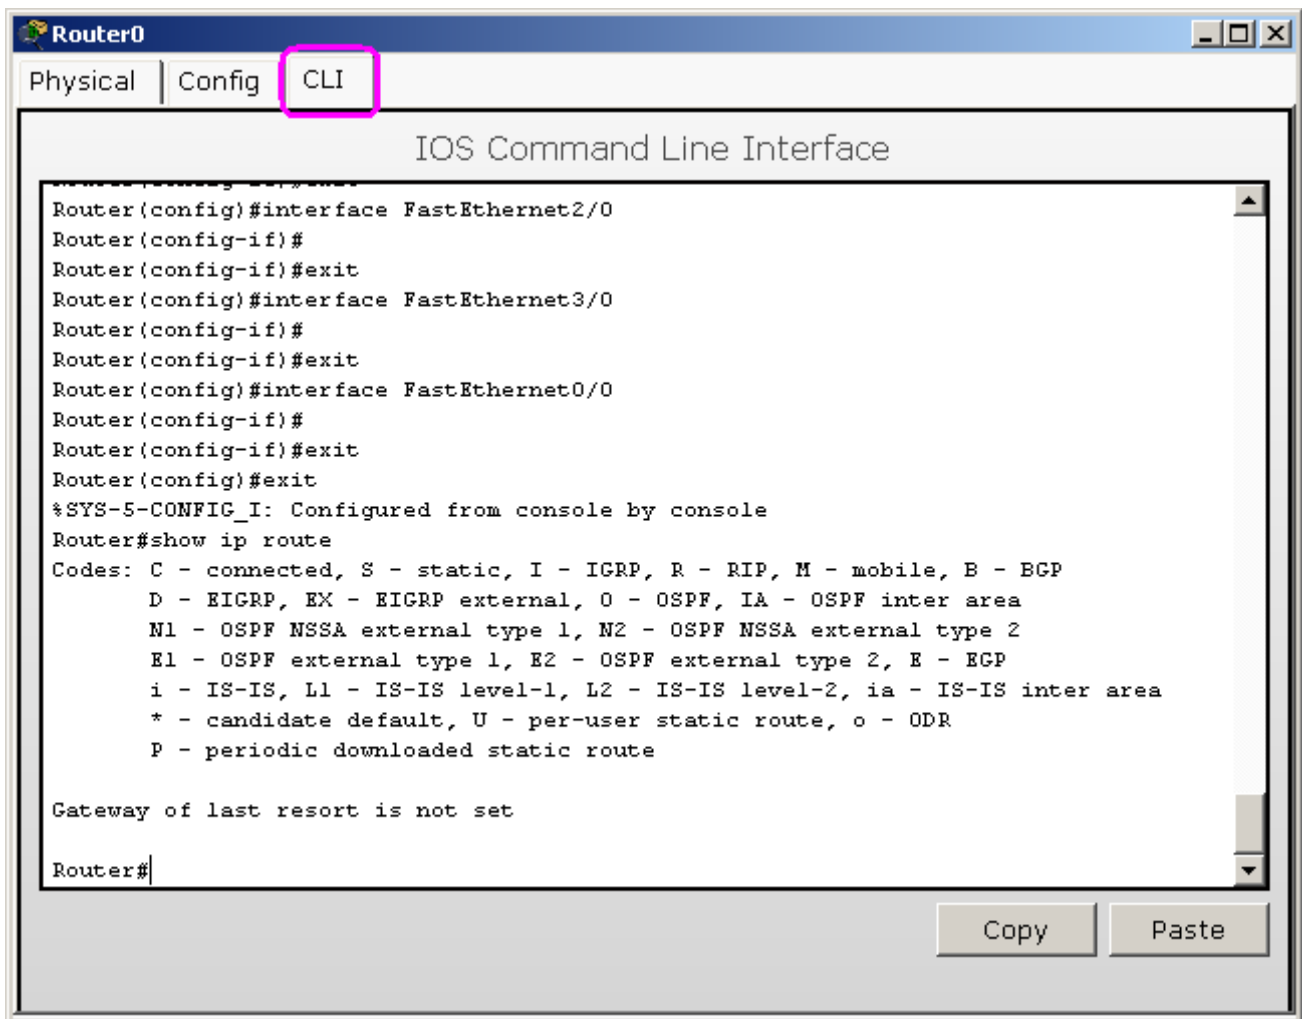 Router0
Physical
Config
CLI
IOS Command Line Interface
Router(config)#interface FastEthernet2/0
Router(config-if)#
Router(config-if)#exit
Router(config)#interface FastEthernet3/0
Router(config-if)#
Router(config-if)#exit
Router(config)#interface FastEthernet0/0
Router(config-if)#
Router(config-if)#exit
Router(config)#exit
%SYS-5-CONFIG_I: Configured from console by console
Router#show ip route
Codes: C - connected, S - static, I - IGRP, R - RIP, M - mobile, B - BGP
       D - EIGRP, EX - EIGRP external, O - OSPF, IA - OSPF inter area
       N1 - OSPF NSSA external type 1, N2 - OSPF NSSA external type 2
       E1 - OSPF external type 1, E2 - OSPF external type 2, E - EGP
       i - IS-IS, L1 - IS-IS level-1, L2 - IS-IS level-2, ia - IS-IS inter area
       * - candidate default, U - per-user static route, o - ODR
       P - periodic downloaded static route
Gateway of last resort is not set
Router#
Copy
Paste